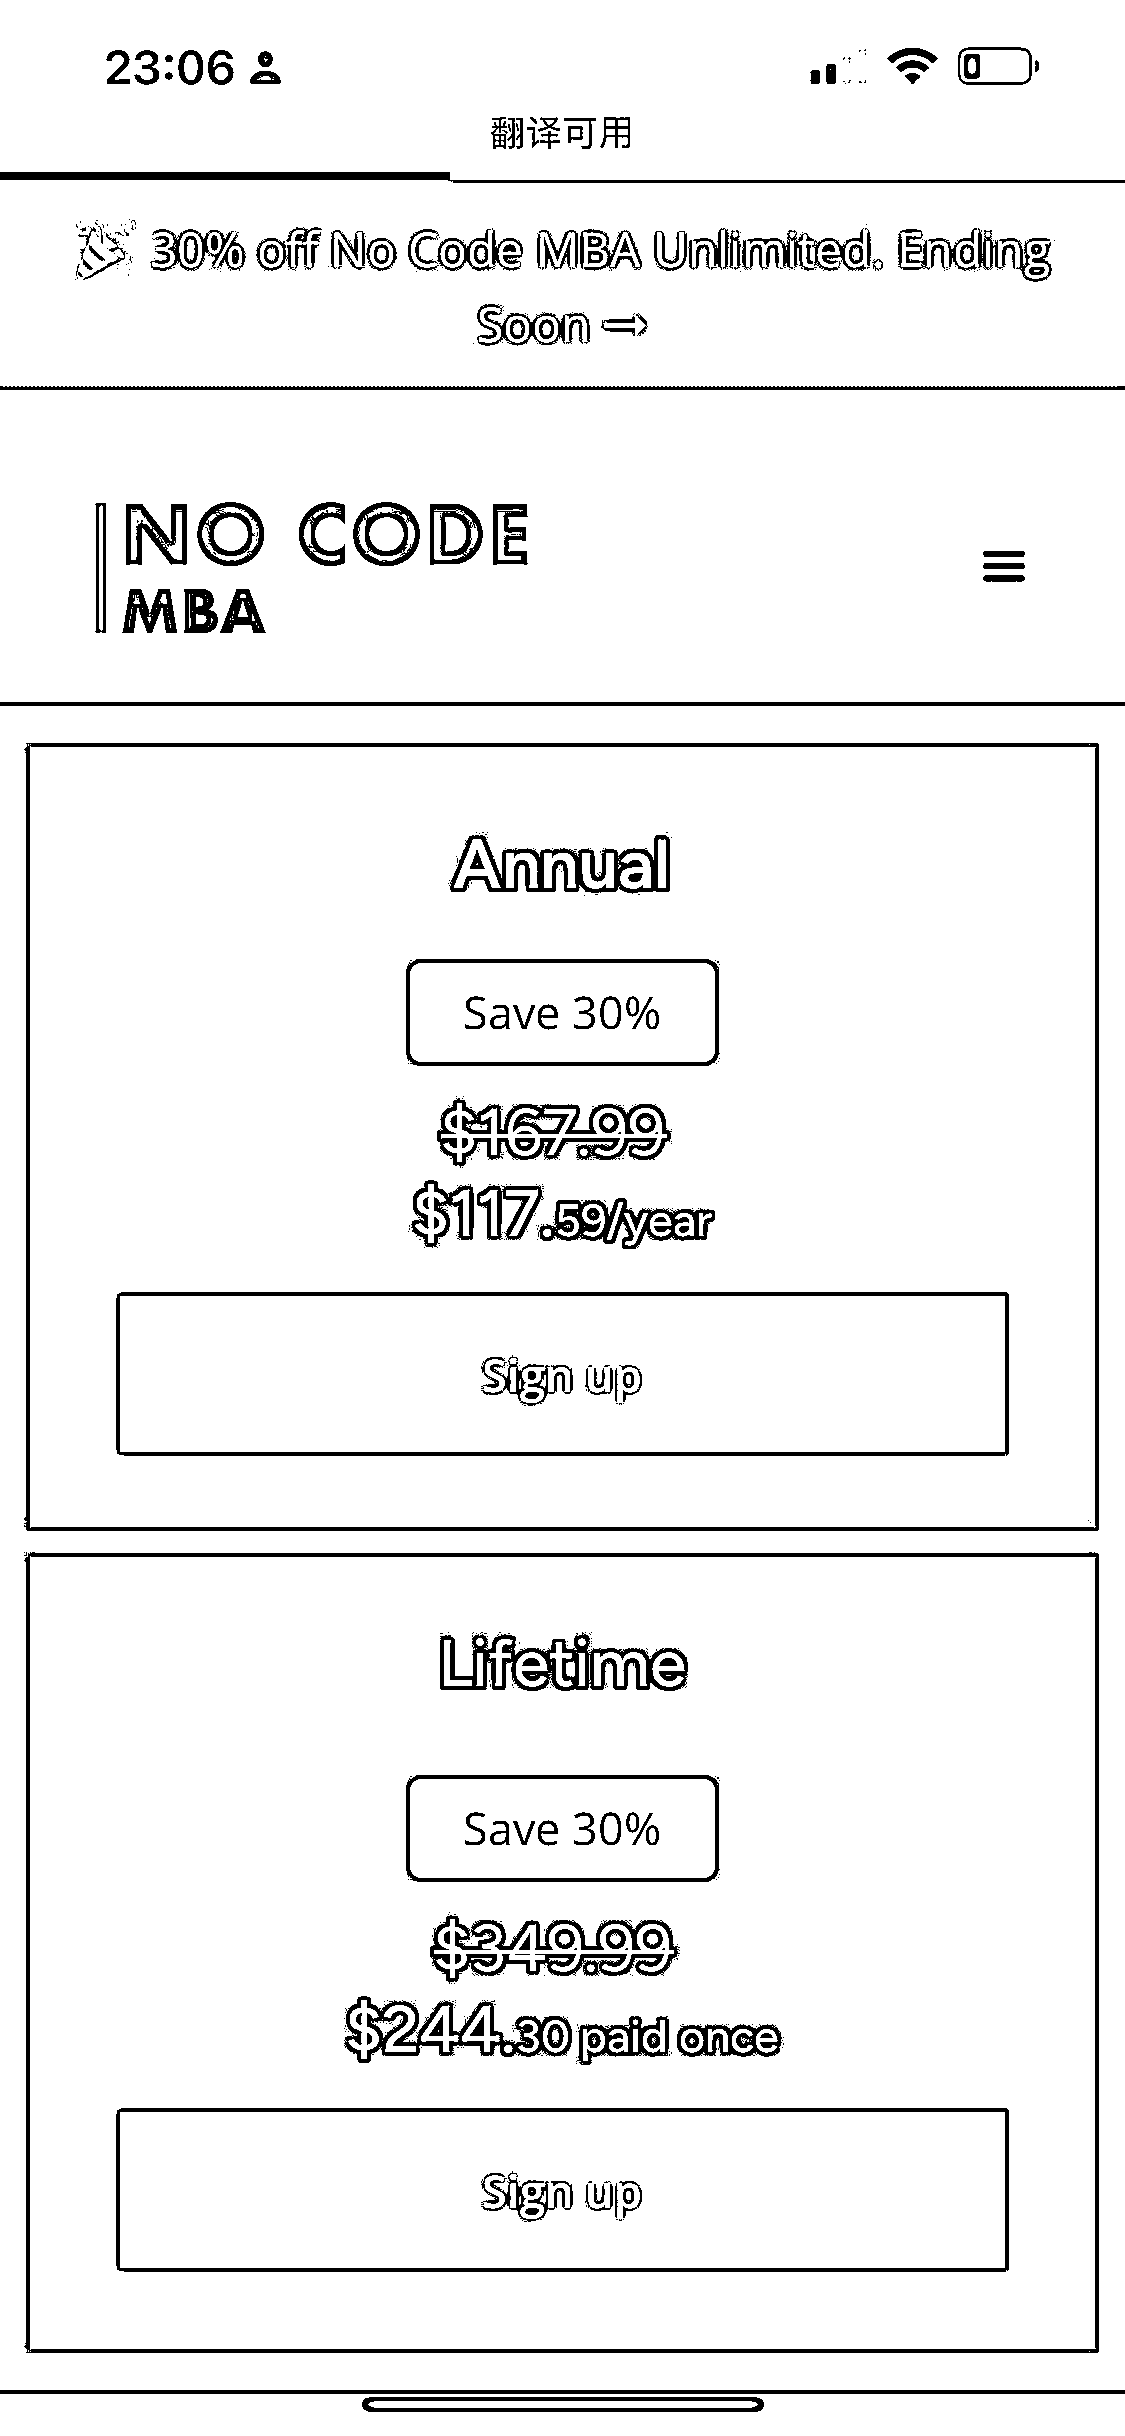 23:06
翻译可用
🎉 30% off No Code MBA Unlimited. Ending
Soon →
NO CODE
MBA
Annual
Save 30%
$167.99
$117.59/year
Sign up
Lifetime
Save 30%
$349.99
$244.30 paid once
Sign up